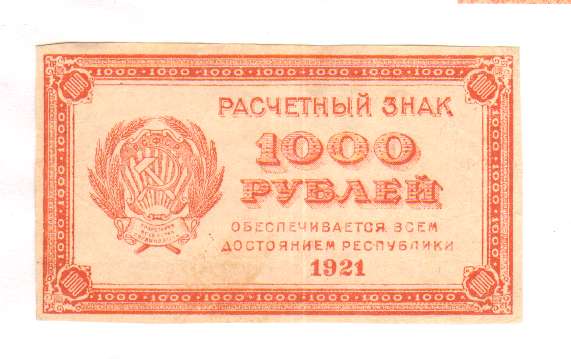 РАСЧЕТНЫЙ ЗНАК
1000
РУБЛЕЙ
ОБЕСПЕЧИВАЕТСЯ ВСЕМ
ДОСТОЯНИЕМ РЕСПУБЛИКИ
1921